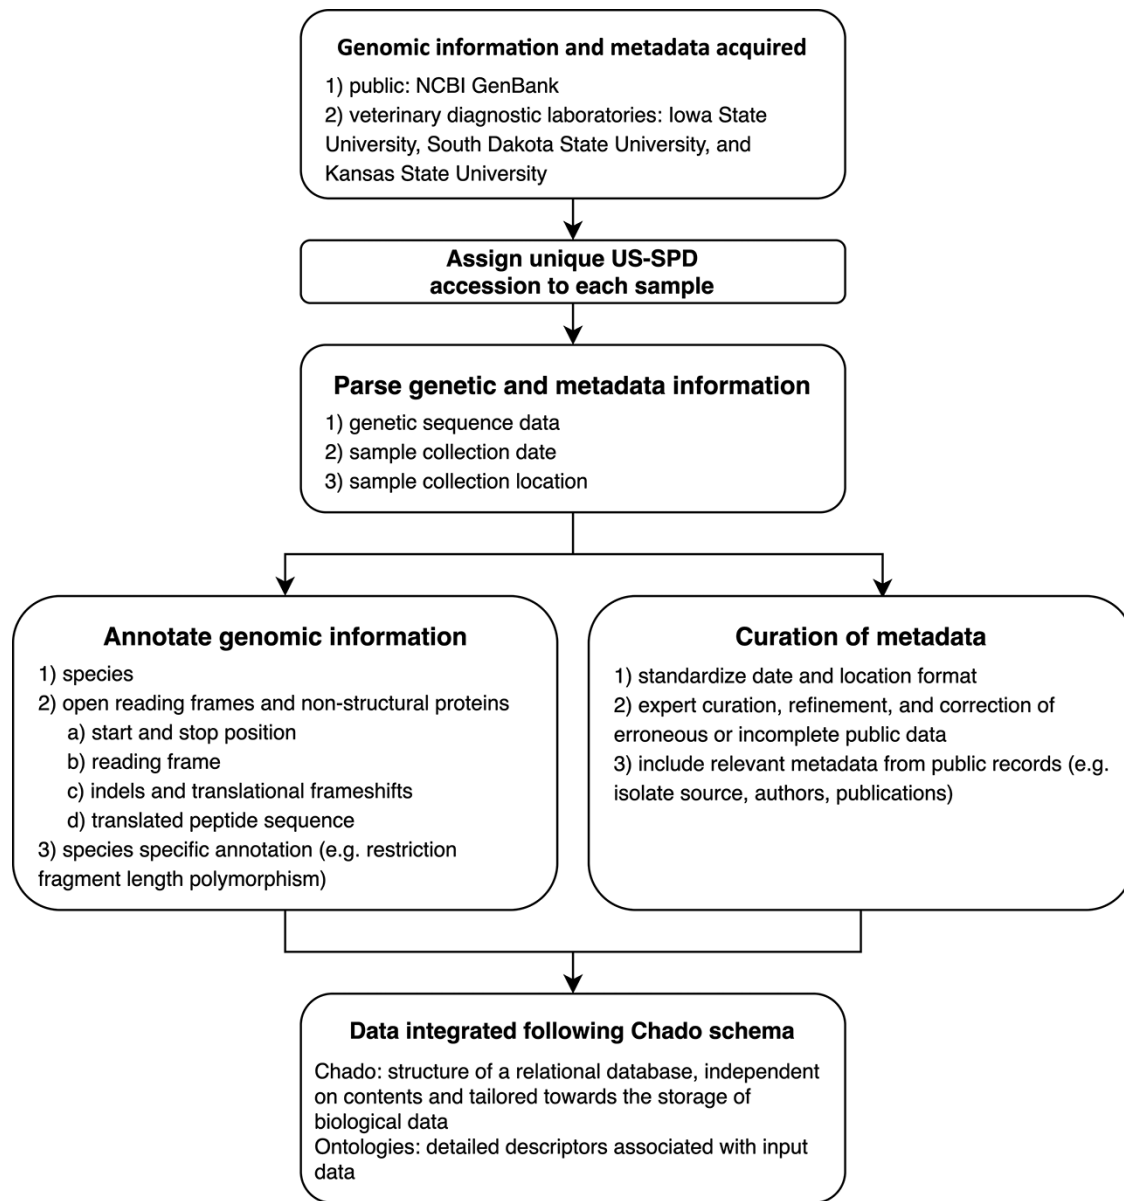 Genomic information and metadata acquired
1) public: NCBI GenBank
2) veterinary diagnostic laboratories: Iowa State
University, South Dakota State University, and
Kansas State University
Assign unique US-SPD
accession to each sample
Parse genetic and metadata information
1) genetic sequence data
2) sample collection date
3) sample collection location
Annotate genomic information
1) species
2) open reading frames and non-structural proteins
a) start and stop position
b) reading frame
c) indels and translational frameshifts
d) translated peptide sequence
3) species specific annotation (e.g. restriction
fragment length polymorphism)
Curation of metadata
1) standardize date and location format
2) expert curation, refinement, and correction of
erroneous or incomplete public data
3) include relevant metadata from public records (e.g.
isolate source, authors, publications)
Data integrated following Chado schema
Chado: structure of a relational database, independent
on contents and tailored towards the storage of
biological data
Ontologies: detailed descriptors associated with input
data